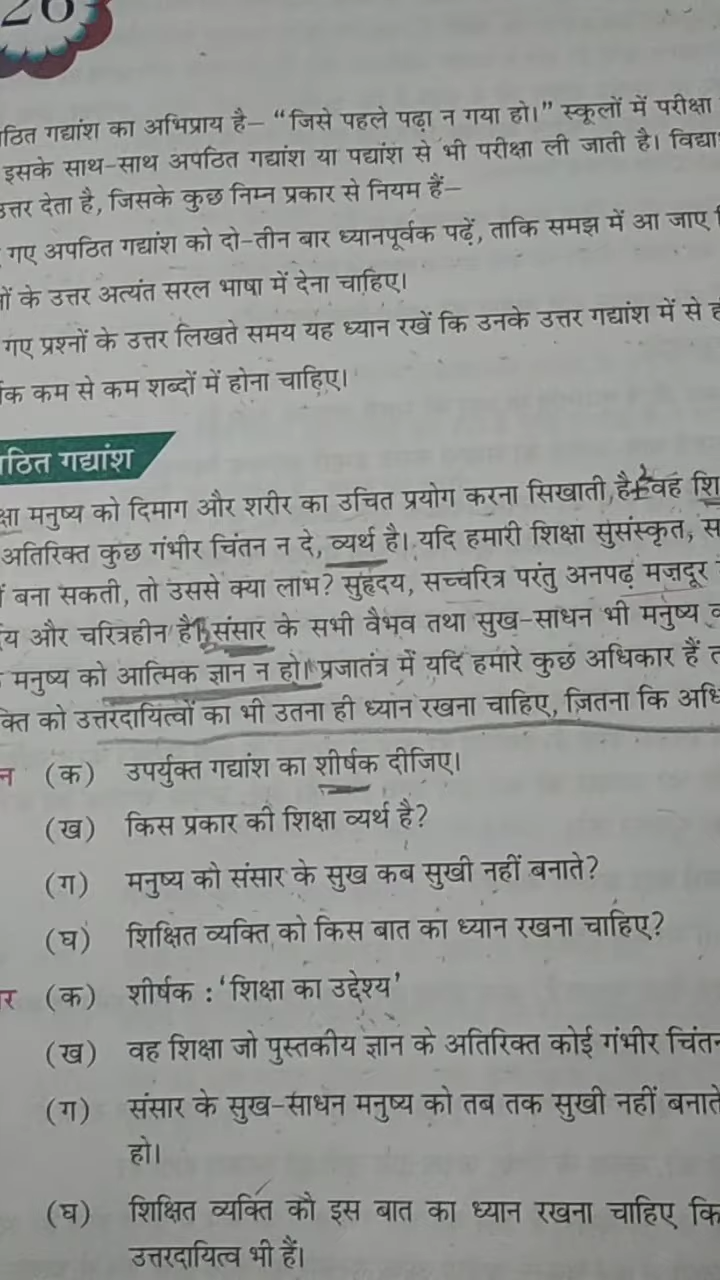 26
ठित गद्यांश का अभिप्राय है– “जिसे पहले पढ़ा न गया हो।” स्कूलों में परीक्षा
इसके साथ-साथ अपठित गद्यांश या पद्यांश से भी परीक्षा ली जाती है। विद्या
उत्तर देता है, जिसके कुछ निम्न प्रकार से नियम हैं–
गए अपठित गद्यांश को दो-तीन बार ध्यानपूर्वक पढ़ें, ताकि समझ में आ जाए
ों के उत्तर अत्यंत सरल भाषा में देना चाहिए।
गए प्रश्नों के उत्तर लिखते समय यह ध्यान रखें कि उनके उत्तर गद्यांश में से
क कम से कम शब्दों में होना चाहिए।
ठित गद्यांश
क्षा मनुष्य को दिमाग और शरीर का उचित प्रयोग करना सिखाती है। वह शि
अतिरिक्त कुछ गंभीर चिंतन न दे, व्यर्थ है। यदि हमारी शिक्षा सुसंस्कृत, स
बना सकती, तो उससे क्या लाभ? सुहृदय, सच्चरित्र परंतु अनपढ़ मजदूर
य और चरित्रहीन है। संसार के सभी वैभव तथा सुख-साधन भी मनुष्य
मनुष्य को आत्मिक ज्ञान न हो। प्रजातंत्र में यदि हमारे कुछ अधिकार हैं त
क्ति को उत्तरदायित्वों का भी उतना ही ध्यान रखना चाहिए, जितना कि अधि
न (क) उपर्युक्त गद्यांश का शीर्षक दीजिए।
(ख) किस प्रकार की शिक्षा व्यर्थ है?
(ग) मनुष्य को संसार के सुख कब सुखी नहीं बनाते?
(घ) शिक्षित व्यक्ति को किस बात का ध्यान रखना चाहिए?
र (क) शीर्षक : ‘शिक्षा का उद्देश्य’
(ख) वह शिक्षा जो पुस्तकीय ज्ञान के अतिरिक्त कोई गंभीर चिंतन
(ग) संसार के सुख-साधन मनुष्य को तब तक सुखी नहीं बनाते
हो।
(घ) शिक्षित व्यक्ति को इस बात का ध्यान रखना चाहिए कि
उत्तरदायित्व भी हैं।